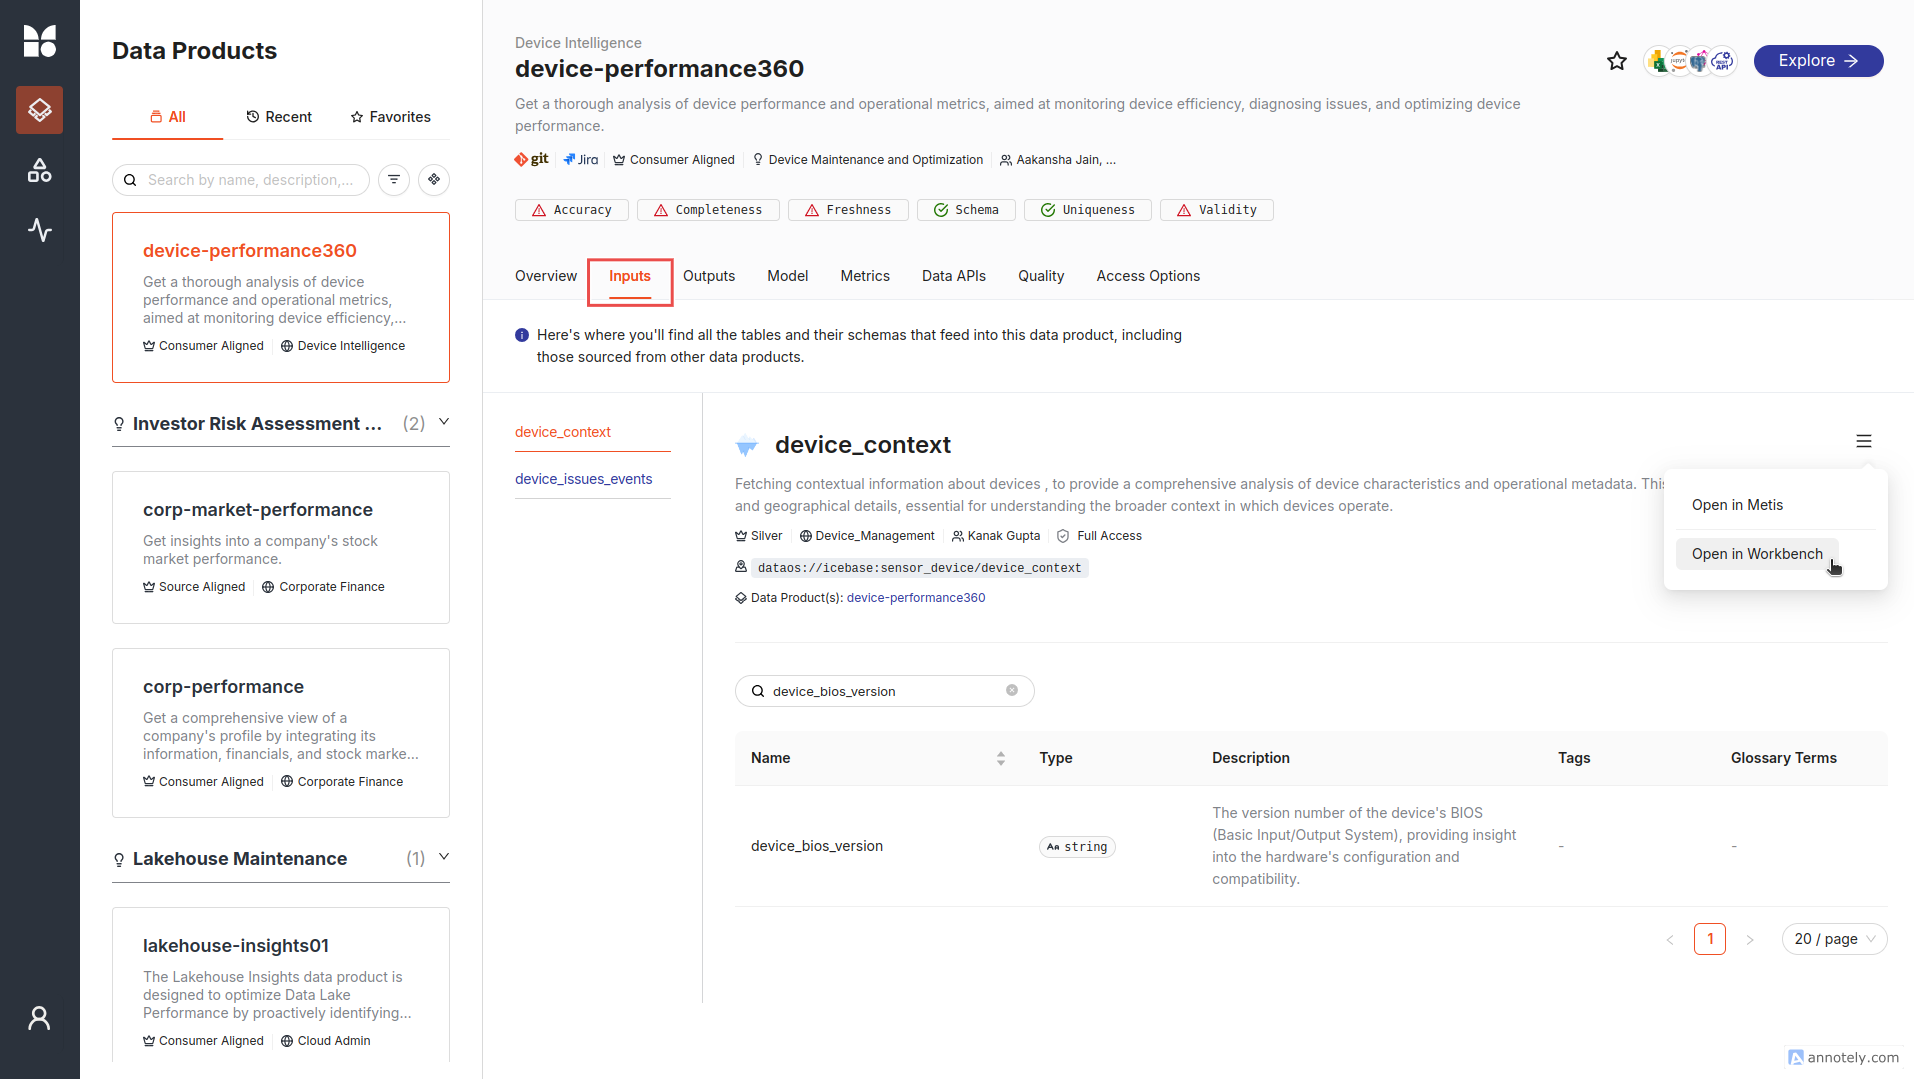 Data Products
All
Recent
Favorites
Search by name, description,...
device-performance360
Get a thorough analysis of device
performance and operational metrics,
aimed at monitoring device efficiency,...
Consumer Aligned
Device Intelligence
Investor Risk Assessment ... (2)
corp-market-performance
Get insights into a company's stock
market performance.
Source Aligned
Corporate Finance
corp-performance
Get a comprehensive view of a
company's profile by integrating its
information, financials, and stock marke...
Consumer Aligned
Corporate Finance
Lakehouse Maintenance (1)
lakehouse-insights01
The Lakehouse Insights data product is
designed to optimize Data Lake
Performance by proactively identifying...
Consumer Aligned
Cloud Admin
Device Intelligence
device-performance360
Get a thorough analysis of device performance and operational metrics, aimed at monitoring device efficiency, diagnosing issues, and optimizing device
performance.
git
Jira
Consumer Aligned
Device Maintenance and Optimization
Aakansha Jain, ...
jupyter
REST
API
Explore
Accuracy
Completeness
Freshness
Schema
Uniqueness
Validity
Overview
Inputs
Outputs
Model
Metrics
Data APIs
Quality
Access Options
Here's where you'll find all the tables and their schemas that feed into this data product, including
those sourced from other data products.
device_context
device_issues_events
device_context
Fetching contextual information about devices , to provide a comprehensive analysis of device characteristics and operational metadata. Thi
and geographical details, essential for understanding the broader context in which devices operate.
Silver
Device_Management
Kanak Gupta
Full Access
dataos://icebase:sensor_device/device_context
Data Product(s): device-performance360
Open in Metis
Open in Workbench
device_bios_version
Name
Type
Description
Tags
Glossary Terms
device_bios_version
Aa string
The version number of the device's BIOS
(Basic Input/Output System), providing insight
into the hardware's configuration and
compatibility.
-
-
1
20 / page
annotely.com